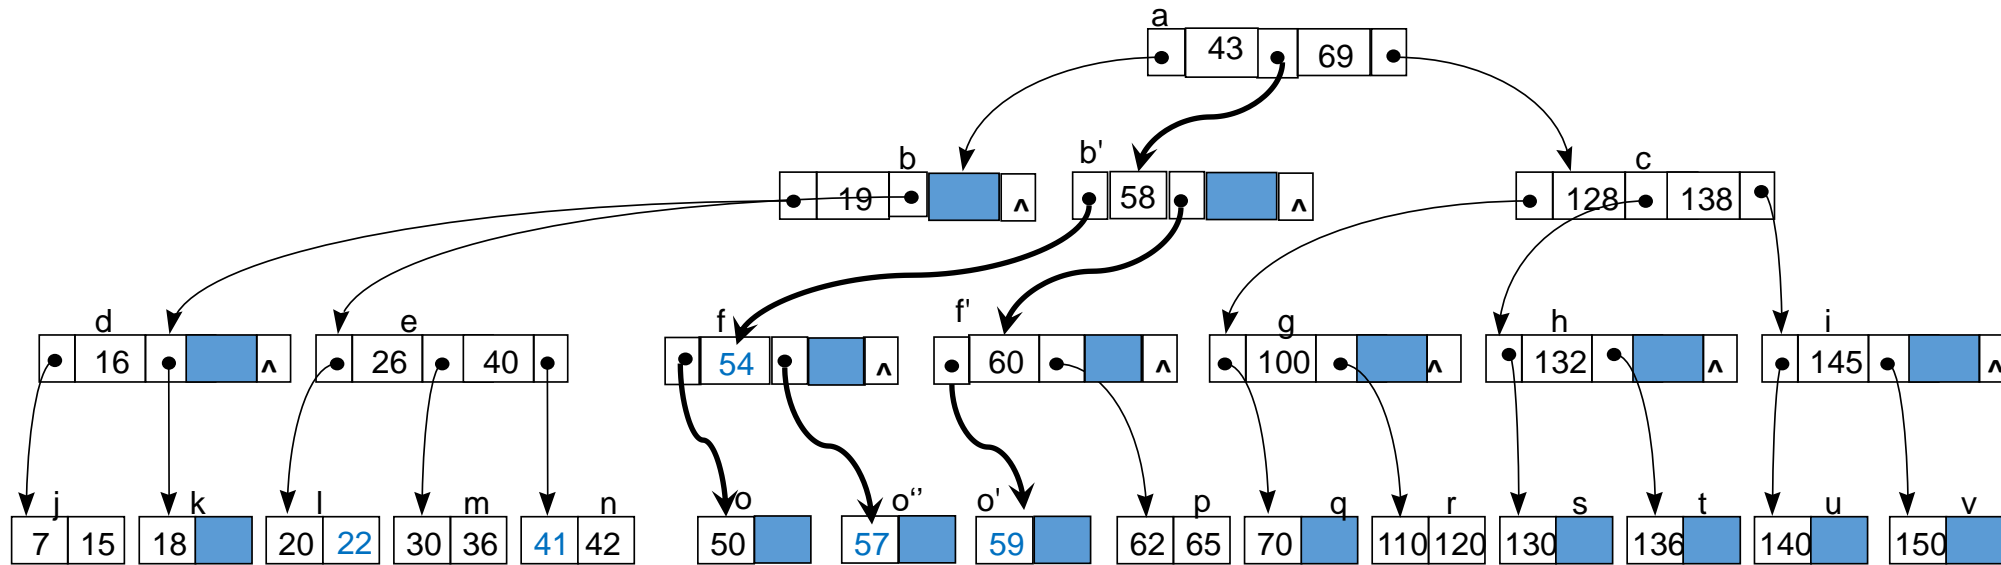 a
43 69
b b' c
19 ^ 58 ^ 128 138
d e f f' g h i
16 ^ 26 40 54 ^ 60 ^ 100 ^ 132 ^ 145 ^
j k l m n o o‘’ o' p q r s t u v
7 15 18 20 22 30 36 41 42 50 57 59 62 65 70 110 120 130 136 140 150